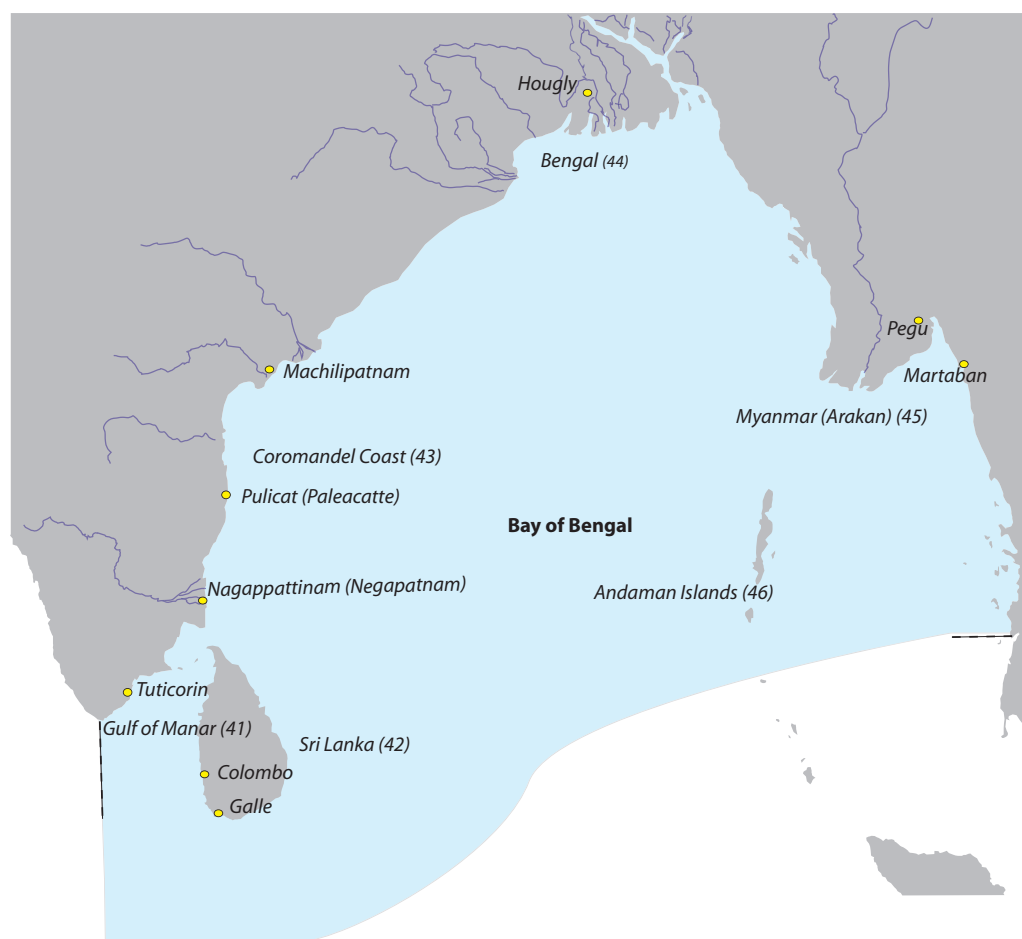 Hougly
Bengal (44)
Pegu
Machilipatnam
Martaban
Myanmar (Arakan) (45)
Coromandel Coast (43)
Pulicat (Paleacatte)
Bay of Bengal
Nagappattinam (Negapatnam)
Andaman Islands (46)
Tuticorin
Gulf of Manar (41)
Sri Lanka (42)
Colombo
Galle